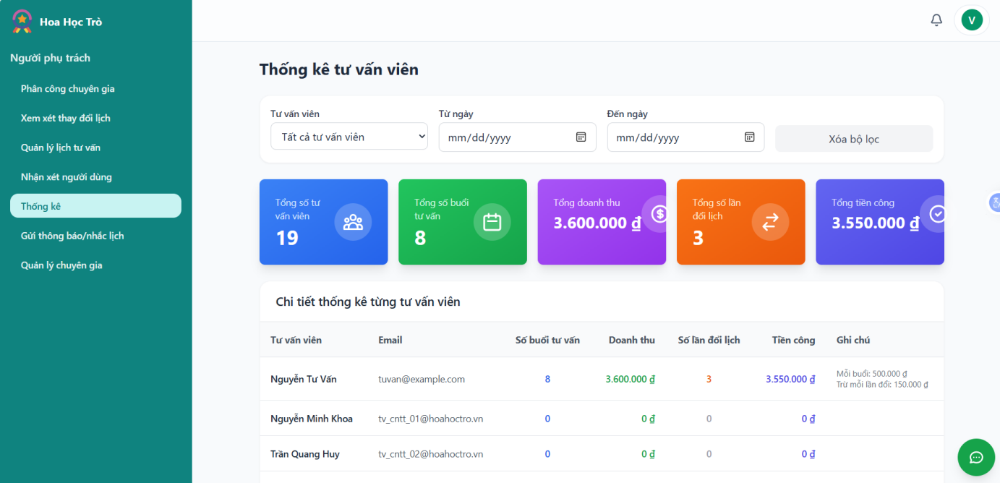 Hoa Học Trò
V
Người phụ trách
Phân công chuyên gia
Xem xét thay đổi lịch
Quản lý lịch tư vấn
Nhận xét người dùng
Thống kê
Gửi thông báo/nhắc lịch
Quản lý chuyên gia
Thống kê tư vấn viên
Tư vấn viên Từ ngày Đến ngày
Tất cả tư vấn viên mm/dd/yyyy mm/dd/yyyy Xóa bộ lọc
Tổng số tư
vấn viên
19
Tổng số buổi
tư vấn
8
Tổng doanh thu
3.600.000 ₫
Tổng số lần
đổi lịch
3
Tổng tiền công
3.550.000 ₫
Chi tiết thống kê từng tư vấn viên
Tư vấn viên Email Số buổi tư vấn Doanh thu Số lần đổi lịch Tiền công Ghi chú
Nguyễn Tư Vấn tuvan@example.com 8 3.600.000 ₫ 3 3.550.000 ₫ Mỗi buổi: 500.000 ₫
Trừ mỗi lần đổi: 150.000 ₫
Nguyễn Minh Khoa tv_cntt_01@hoahoctro.vn 0 0 ₫ 0 0 ₫
Trần Quang Huy tv_cntt_02@hoahoctro.vn 0 0 ₫ 0 0 ₫